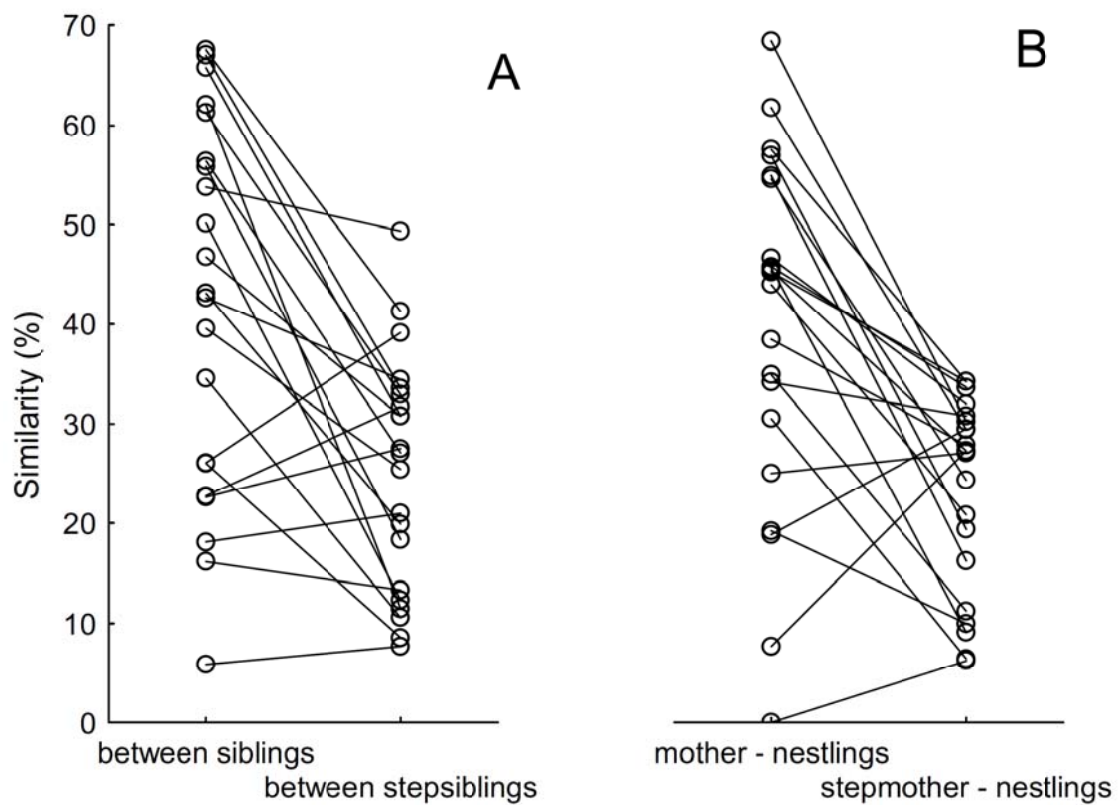 70
60
50
40
30
20
10
0
Similarity (%)
A
between siblings
between stepsiblings
B
mother - nestlings
stepmother - nestlings